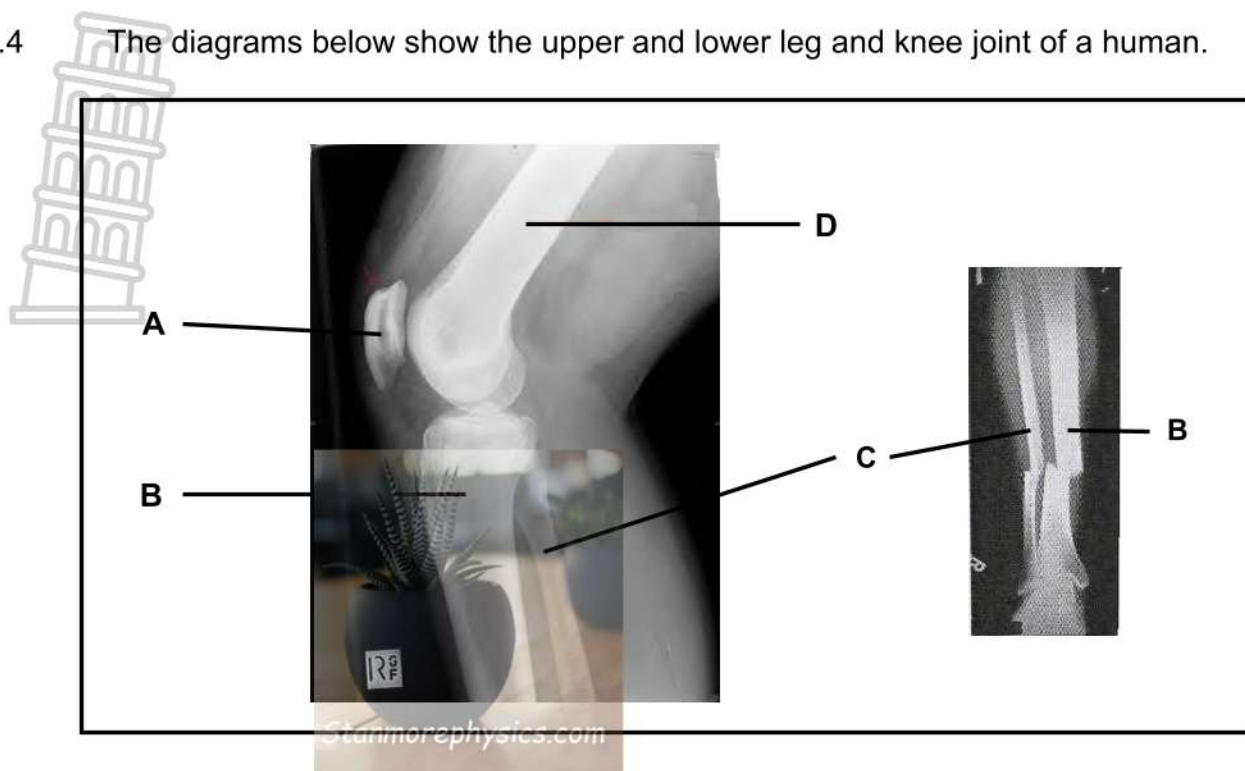 .4 The diagrams below show the upper and lower leg and knee joint of a human.
D
A
B
C
B
R G F
Stanmorephysics.com